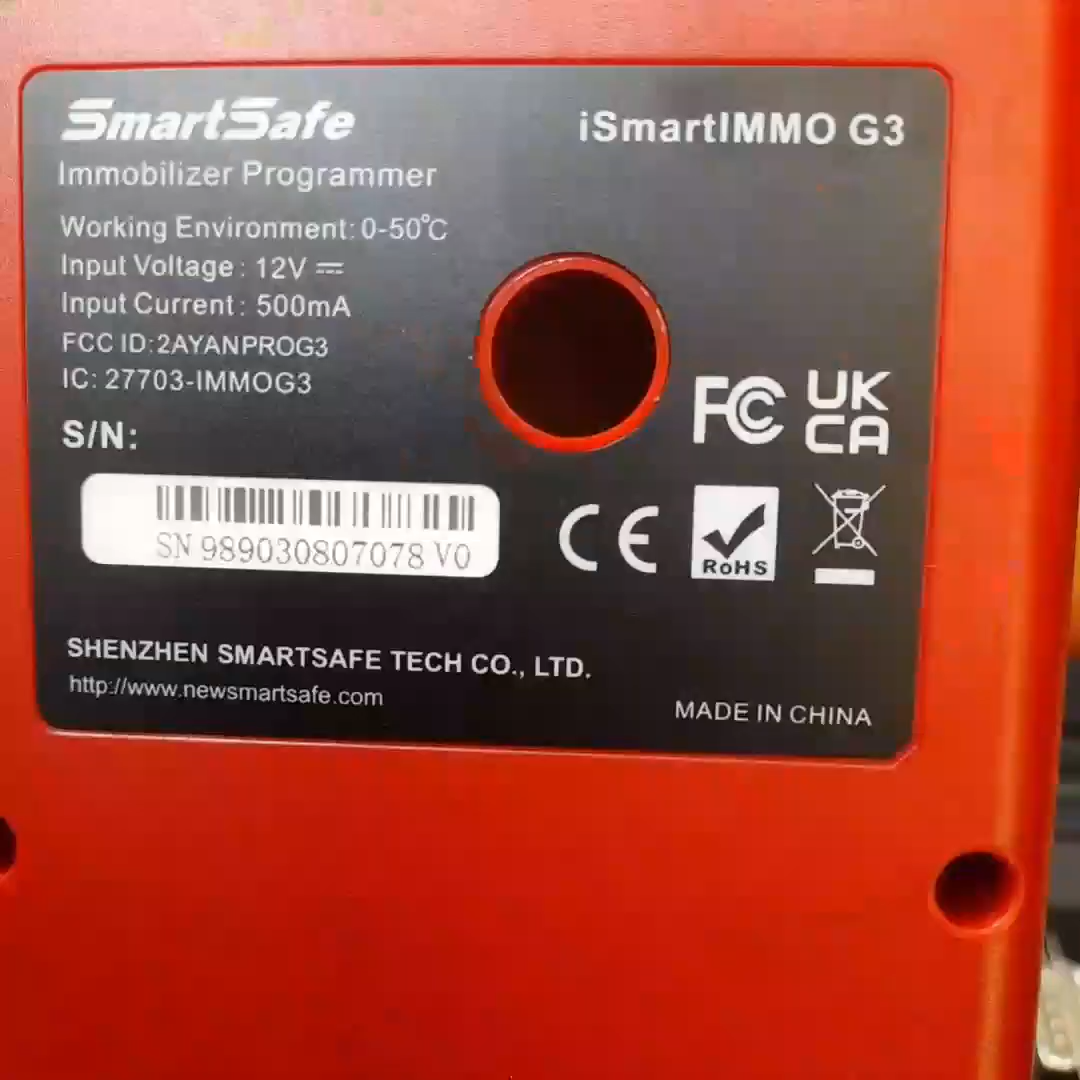 SmartSafe
iSmartIMMO G3
Immobilizer Programmer
Working Environment: 0-50℃
Input Voltage : 12V
Input Current : 500mA
FCC ID:2AYANPROG3
IC: 27703-IMMOG3
S/N:
FC
UK
CA
SN 989030807078 V0
CE
RoHS
SHENZHEN SMARTSAFE TECH CO., LTD.
http://www.newsmartsafe.com
MADE IN CHINA